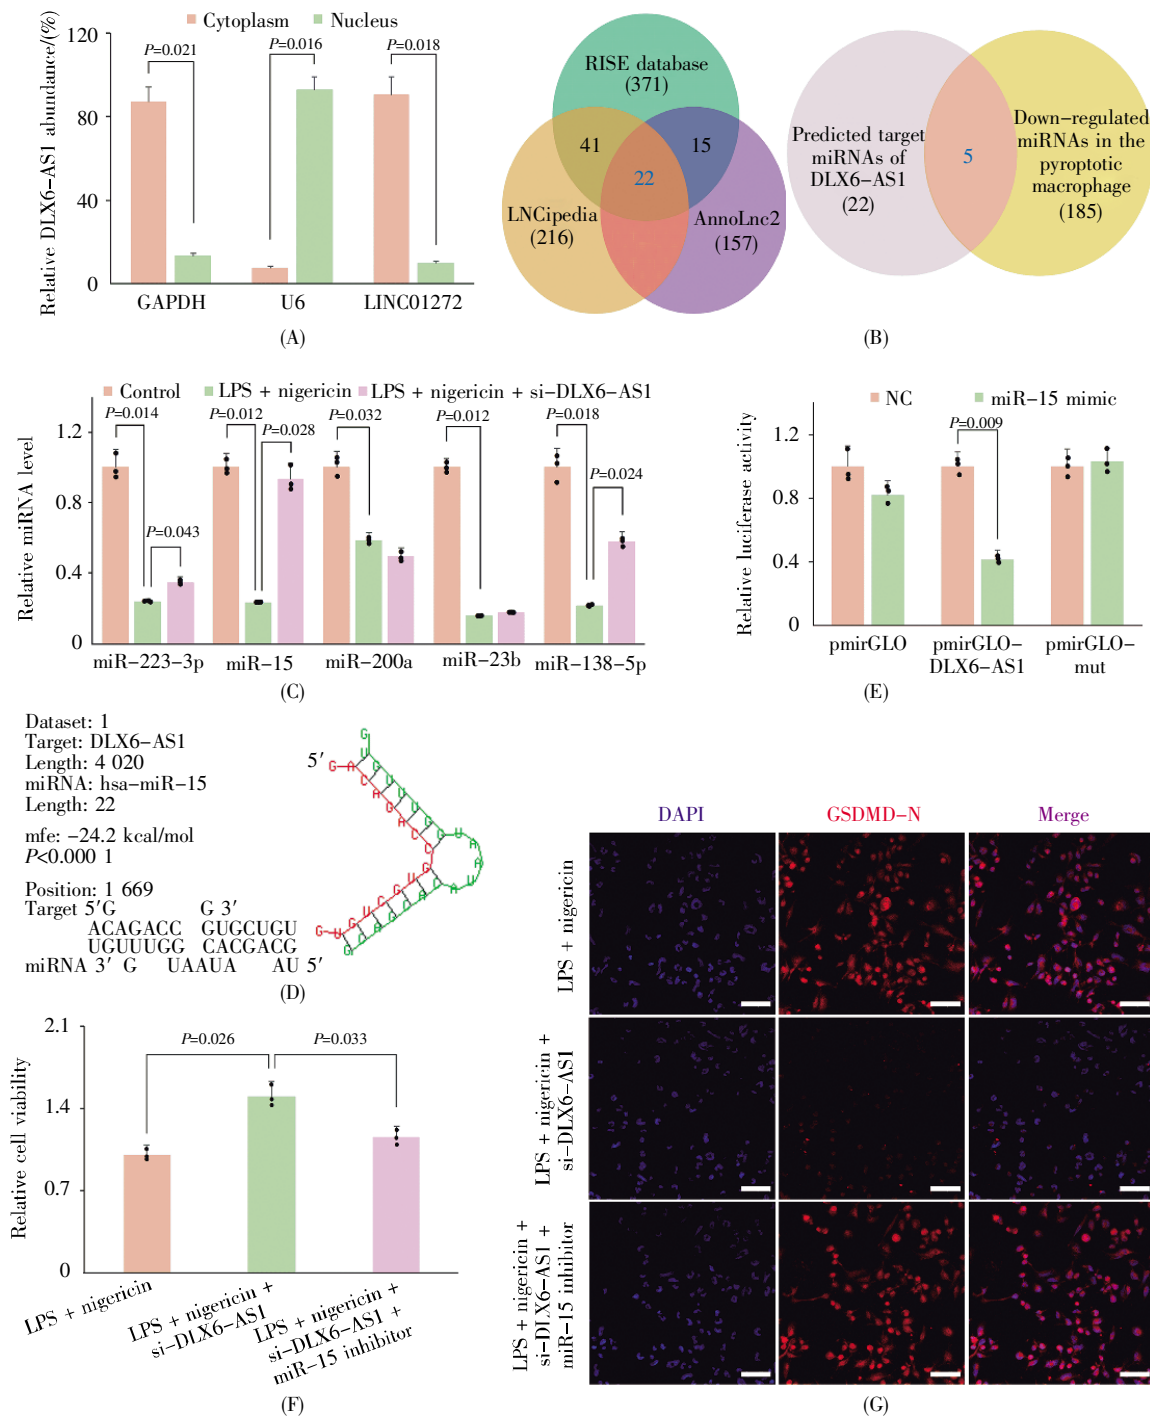 Cytoplasm Nucleus
Relative DLX6-AS1 abundance/(%)
120
80
40
0
P=0.021
P=0.016
P=0.018
GAPDH U6 LINC01272
(A)
RISE database
(371)
41
15
22
LNCipedia
(216)
AnnoLnc2
(157)
Predicted target
miRNAs of
DLX6-AS1
(22)
5
Down-regulated
miRNAs in the
pyroptotic
macrophage
(185)
(B)
Control LPS + nigericin LPS + nigericin + si-DLX6-AS1
Relative miRNA level
1.2
0.8
0.4
0
P=0.014
P=0.043
P=0.012
P=0.028
P=0.032
P=0.012
P=0.018
P=0.024
miR-223-3p miR-15 miR-200a miR-23b miR-138-5p
(C)
NC miR-15 mimic
Relative luciferase activity
1.2
0.8
0.4
0
P=0.009
pmirGLO pmirGLO-DLX6-AS1 pmirGLO-mut
(E)
Dataset: 1
Target: DLX6-AS1
Length: 4 020
miRNA: hsa-miR-15
Length: 22
mfe: -24.2 kcal/mol
P<0.000 1
Position: 1 669
Target 5′G G 3′
ACAGACC GUGCUGU
UGUUUGG CACGACG
miRNA 3′ G UAAUA AU 5′
5′
(D)
Relative cell viability
2.1
1.4
0.7
0
P=0.026
P=0.033
LPS + nigericin
LPS + nigericin +
si-DLX6-AS1
LPS + nigericin +
si-DLX6-AS1 +
miR-15 inhibitor
(F)
DAPI GSDMD-N Merge
LPS + nigericin
LPS + nigericin +
si-DLX6-AS1
LPS + nigericin +
si-DLX6-AS1 +
miR-15 inhibitor
(G)